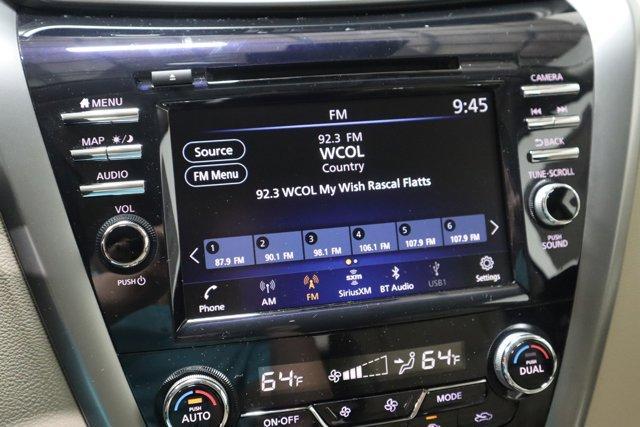 MENU
MAP
AUDIO
VOL
PUSH
CAMERA
BACK
TUNE·SCROLL
PUSH
SOUND
FM
9:45
92.3 FM
WCOL
Country
92.3 WCOL My Wish Rascal Flatts
Source
FM Menu
1 2 3 4 5 6
87.9 FM 90.1 FM 98.1 FM 106.1 FM 107.9 FM 107.9 FM
Phone AM FM SiriusXM BT Audio USB1 Settings
sxm
64°F 64°F
PUSH
AUTO
ON·OFF
MODE
PUSH
DUAL